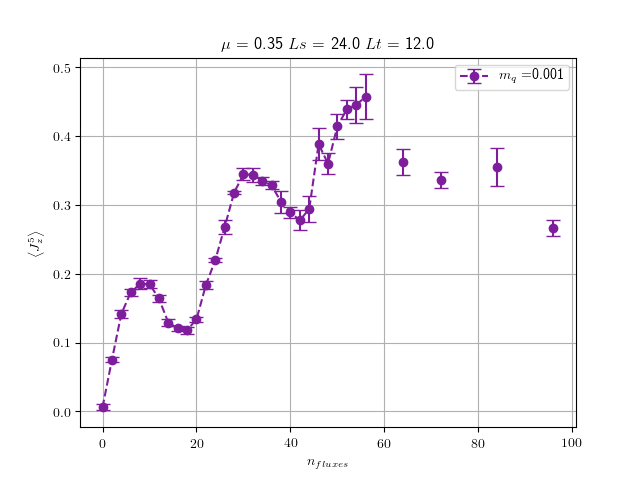 μ = 0.35 Ls = 24.0 Lt = 12.0
m_q =0.001
⟨J_z^5⟩
0.5
0.4
0.3
0.2
0.1
0.0
0 20 40 60 80 100
n_fluxes